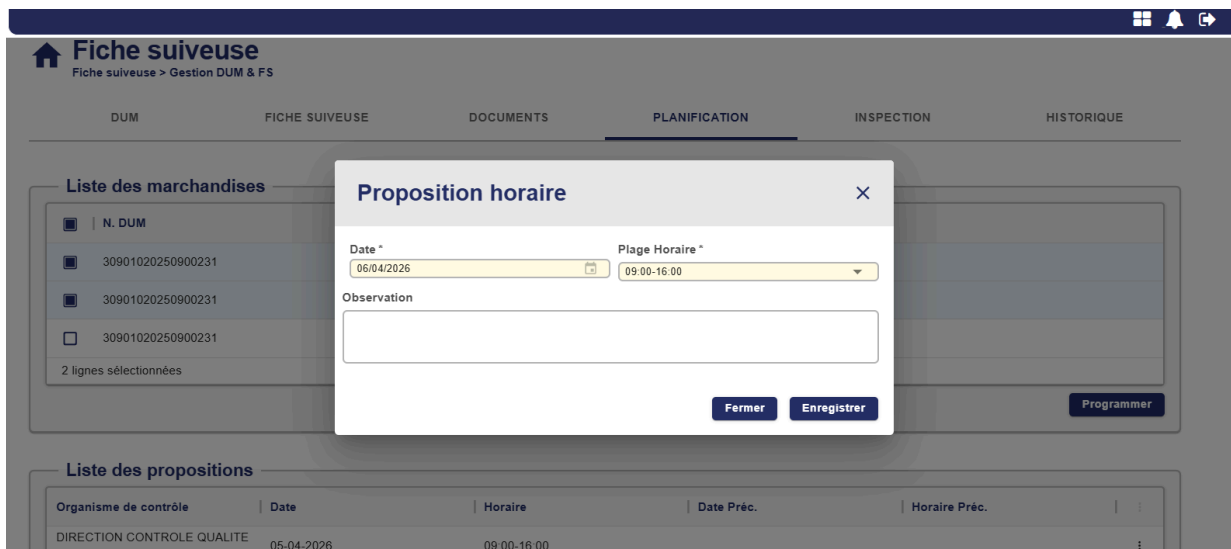 Fiche suiveuse
Fiche suiveuse > Gestion DUM & FS
DUM FICHE SUIVEUSE DOCUMENTS PLANIFICATION INSPECTION HISTORIQUE
Liste des marchandises
N. DUM
30901020250900231
30901020250900231
30901020250900231
2 lignes sélectionnées
Proposition horaire
Date * Plage Horaire *
06/04/2026 09:00-16:00
Observation
Fermer Enregistrer
Programmer
Liste des propositions
Organisme de contrôle Date Horaire Date Préc. Horaire Préc.
DIRECTION CONTROLE QUALITE 05-04-2026 09:00-16:00